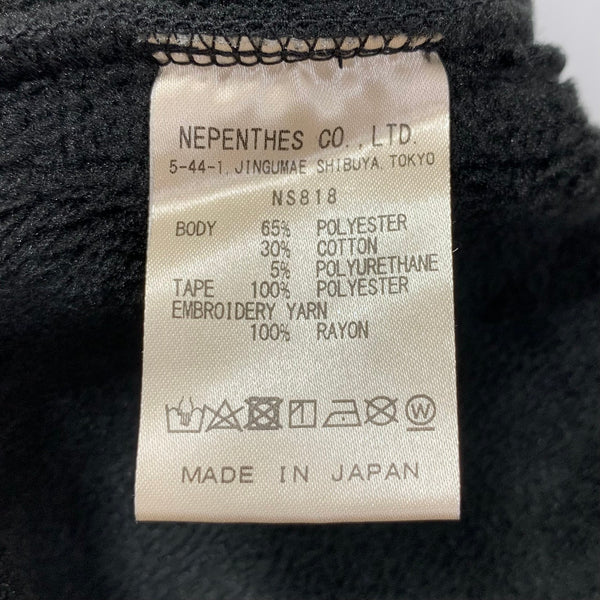 NEPENTHES CO.,LTD.
5-44-1, JINGUMAE SHIBUYA, TOKYO
NS818
BODY 65% POLYESTER
30% COTTON
5% POLYURETHANE
TAPE 100% POLYESTER
EMBROIDERY YARN
100% RAYON
W
MADE IN JAPAN